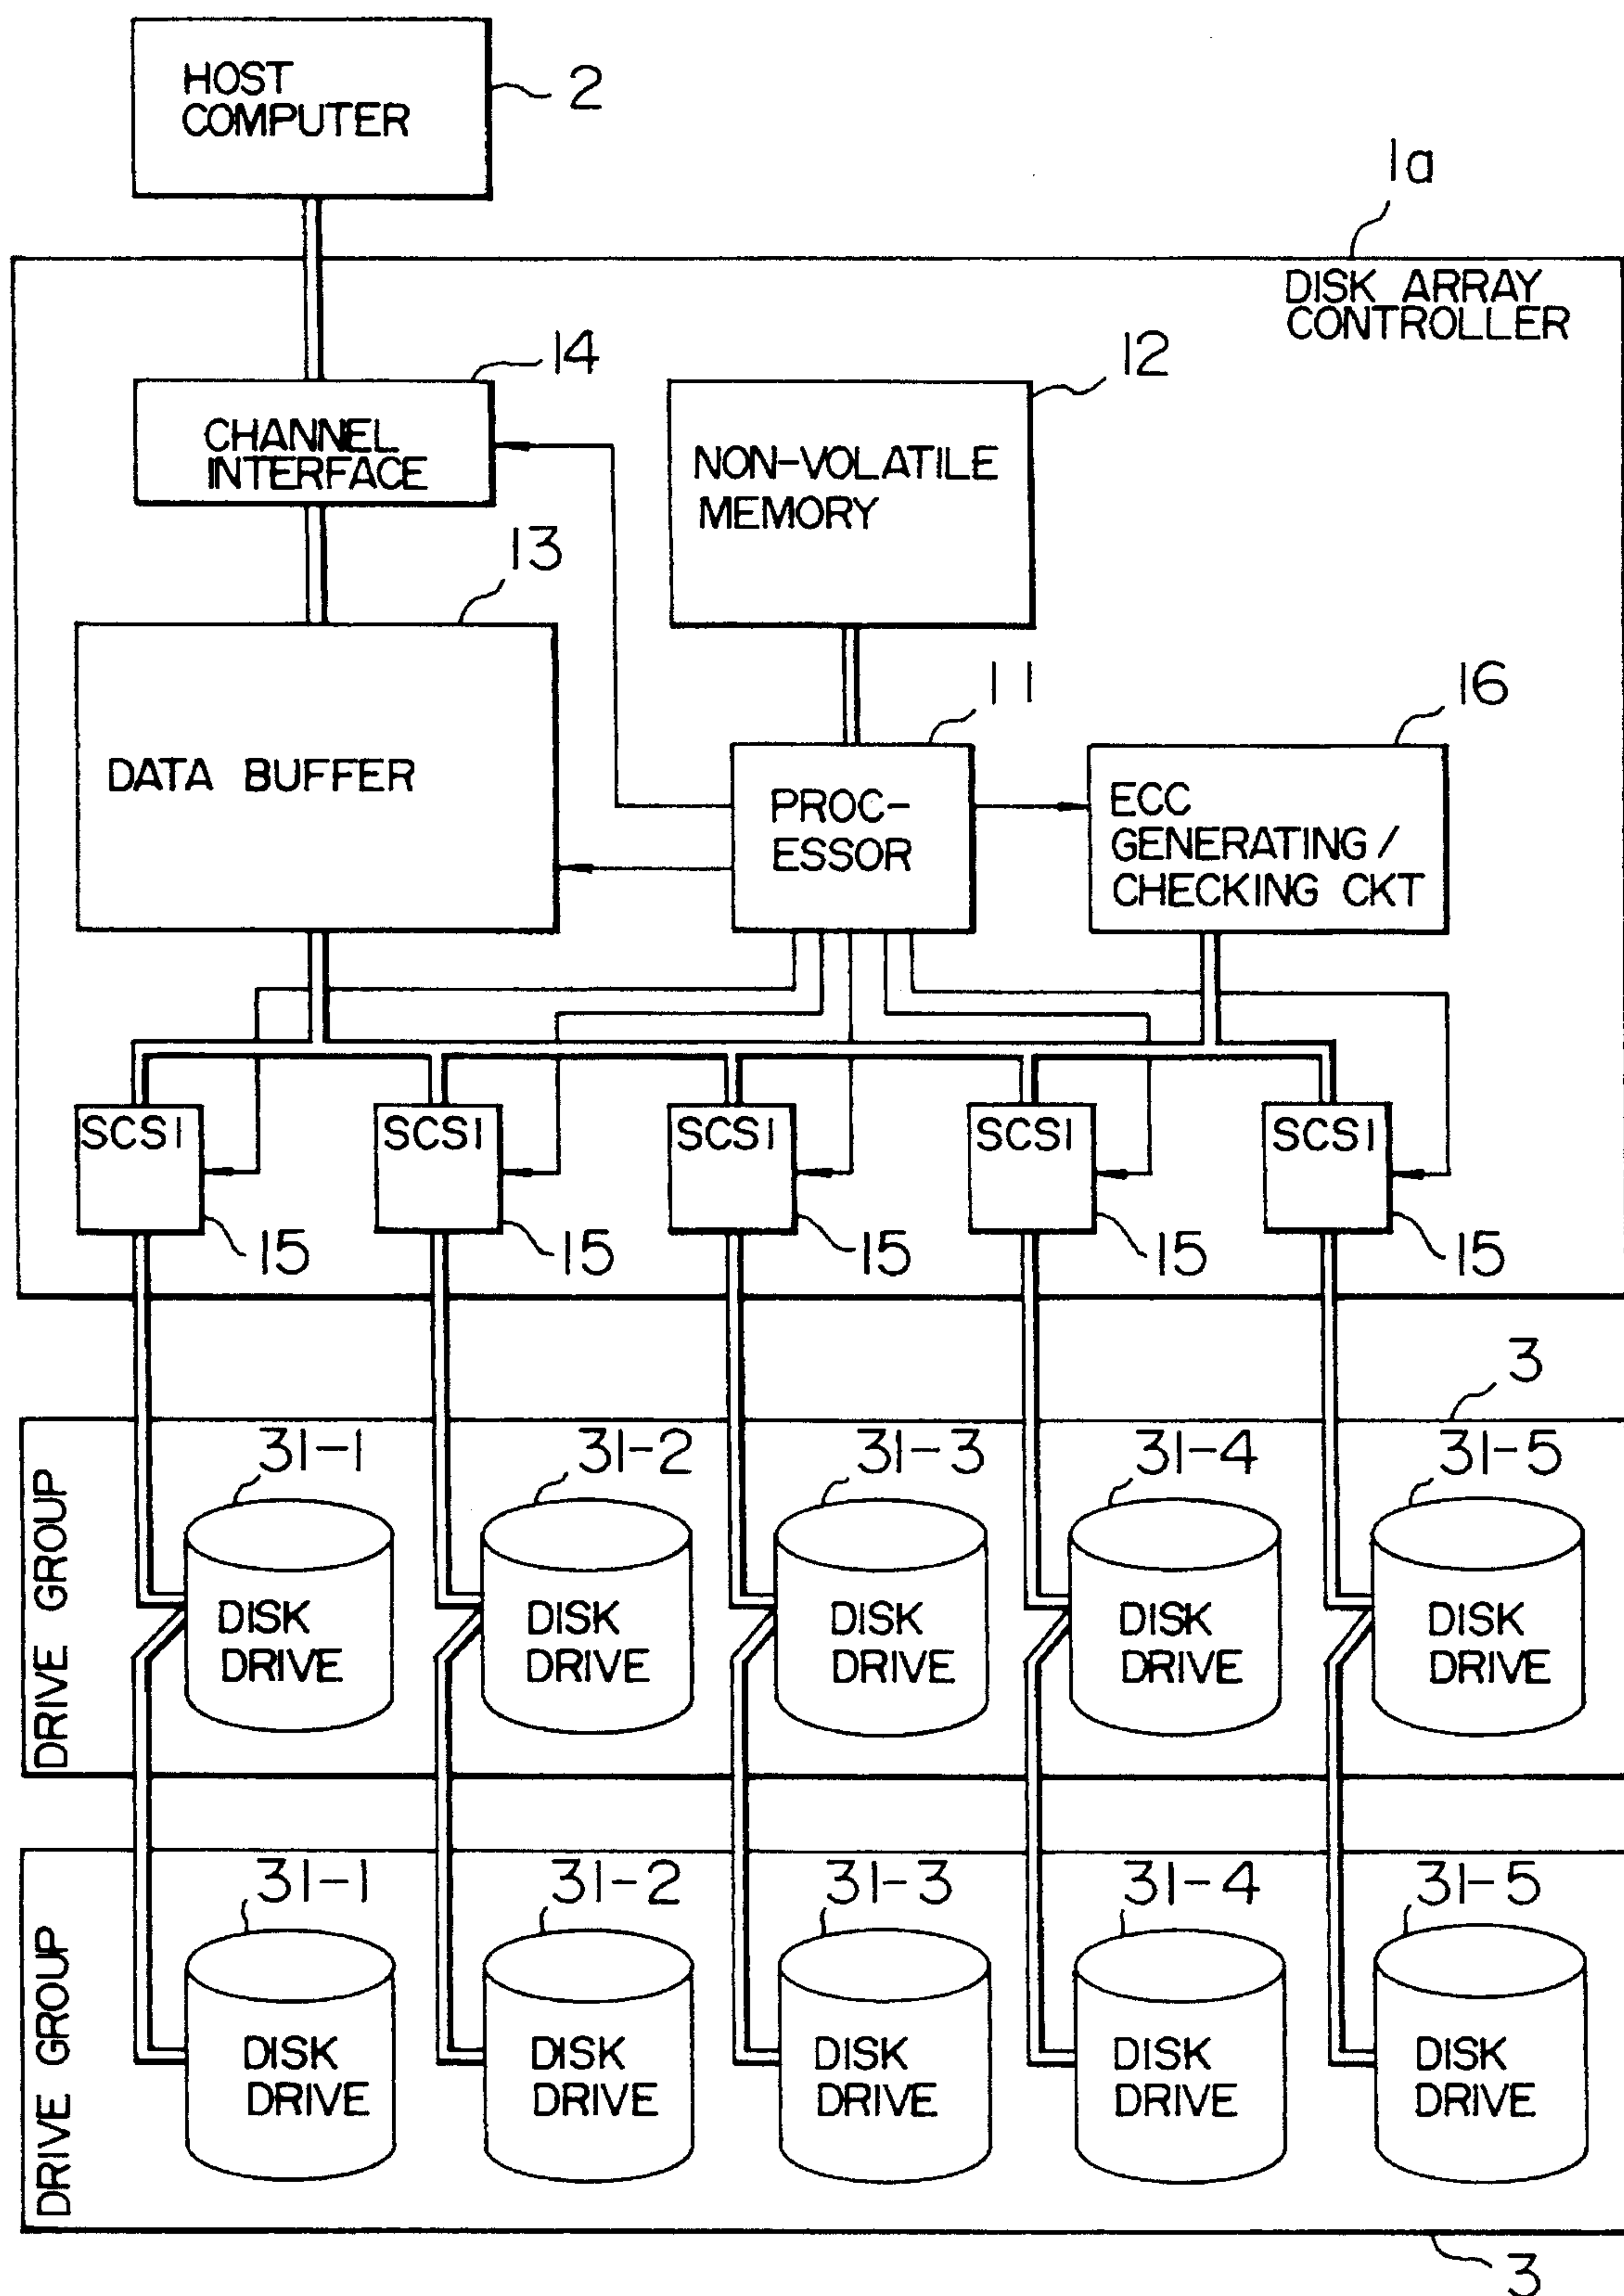 HOST
COMPUTER
2
1a
DISK ARRAY
CONTROLLER
14
CHANNEL
INTERFACE
12
NON-VOLATILE
MEMORY
13
DATA BUFFER
11
PROC-
ESSOR
16
ECC
GENERATING/
CHECKING CKT
SCSI
SCSI
SCSI
SCSI
SCSI
15
15
15
15
15
3
DRIVE GROUP
31-1
31-2
31-3
31-4
31-5
DISK
DRIVE
DISK
DRIVE
DISK
DRIVE
DISK
DRIVE
DISK
DRIVE
DRIVE GROUP
31-1
31-2
31-3
31-4
31-5
DISK
DRIVE
DISK
DRIVE
DISK
DRIVE
DISK
DRIVE
DISK
DRIVE
3